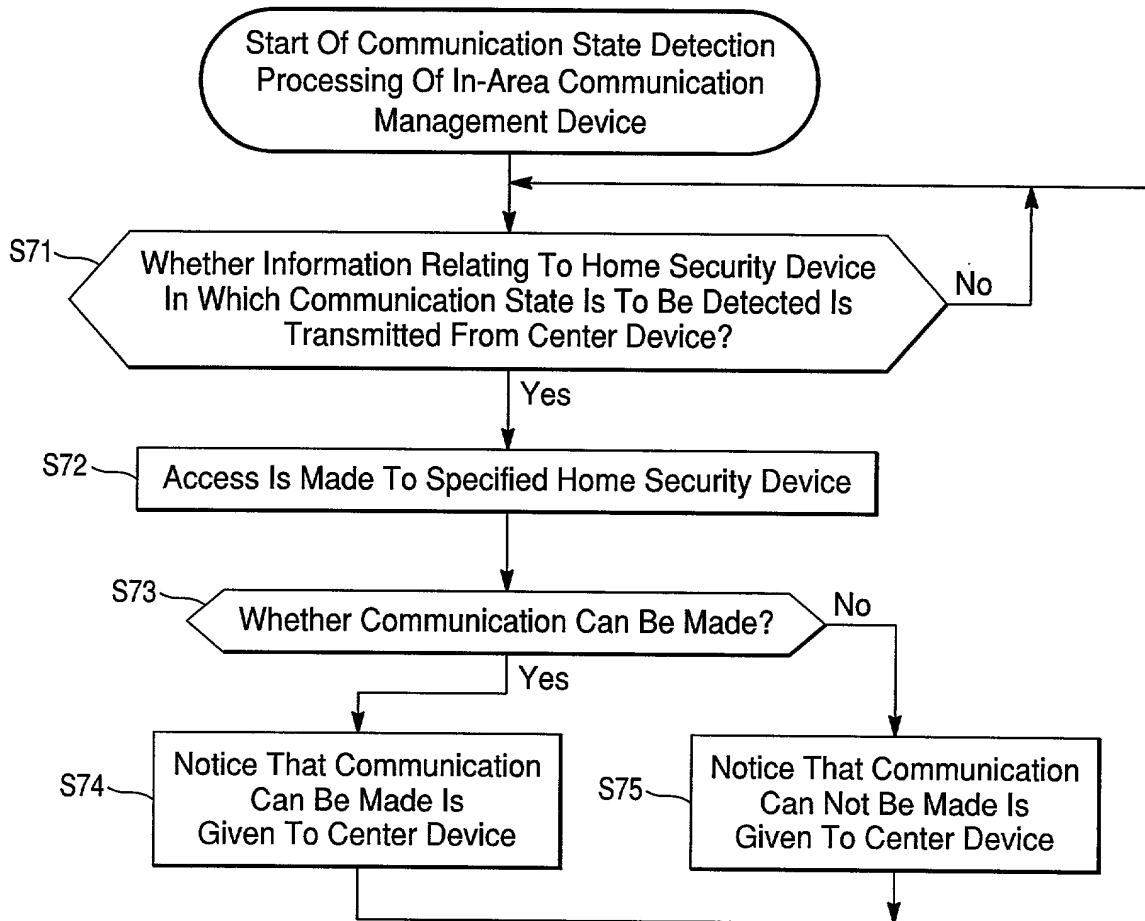 Start Of Communication State Detection
Processing Of In-Area Communication
Management Device
S71
Whether Information Relating To Home Security Device
In Which Communication State Is To Be Detected Is
Transmitted From Center Device?
No
Yes
S72
Access Is Made To Specified Home Security Device
S73
Whether Communication Can Be Made?
No
Yes
S74
Notice That Communication
Can Be Made Is
Given To Center Device
S75
Notice That Communication
Can Not Be Made Is
Given To Center Device